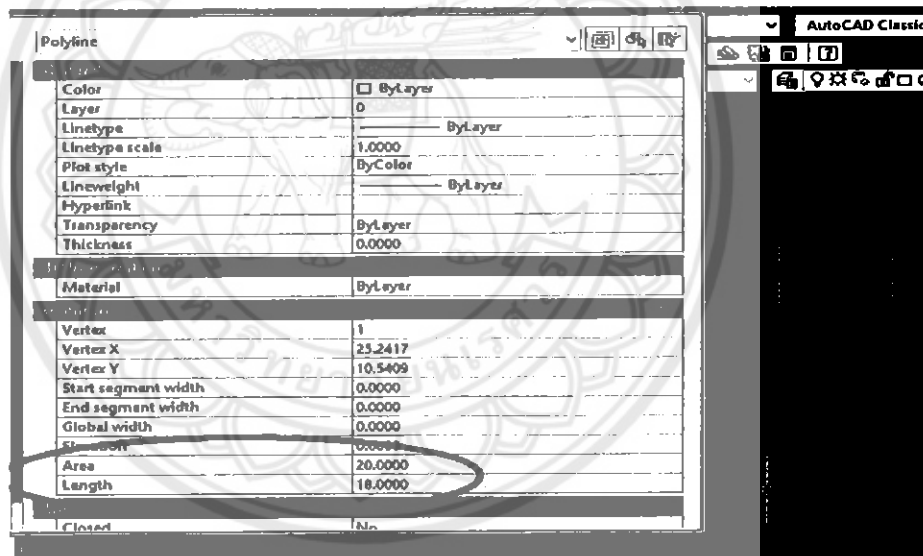 AutoCAD Classic
Polyline
Color ByLayer
Layer 0
Linetype ByLayer
Linetype scale 1.0000
Plot style ByColor
Lineweight ByLayer
Hyperlink
Transparency ByLayer
Thickness 0.0000
Material ByLayer
Vertex 1
Vertex X 25.2417
Vertex Y 10.5409
Start segment width 0.0000
End segment width 0.0000
Global width 0.0000
Area 20.0000
Length 18.0000
Closed No